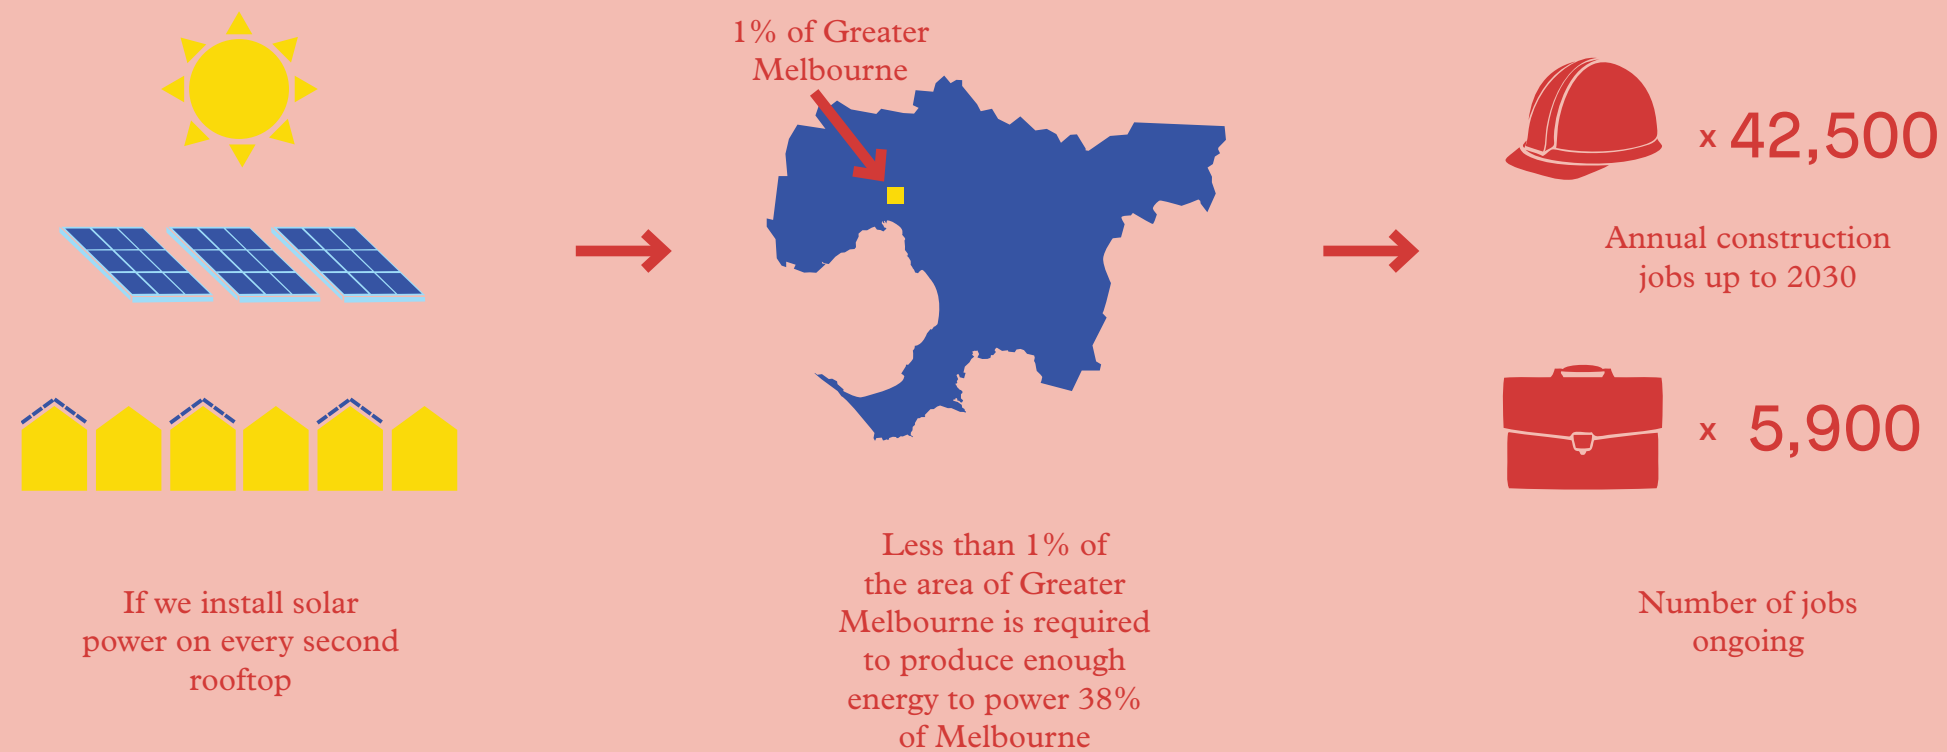 If we install solar
power on every second
rooftop
1% of Greater
Melbourne
Less than 1% of
the area of Greater
Melbourne is required
to produce enough
energy to power 38%
of Melbourne
x 42,500
Annual construction
jobs up to 2030
x 5,900
Number of jobs
ongoing